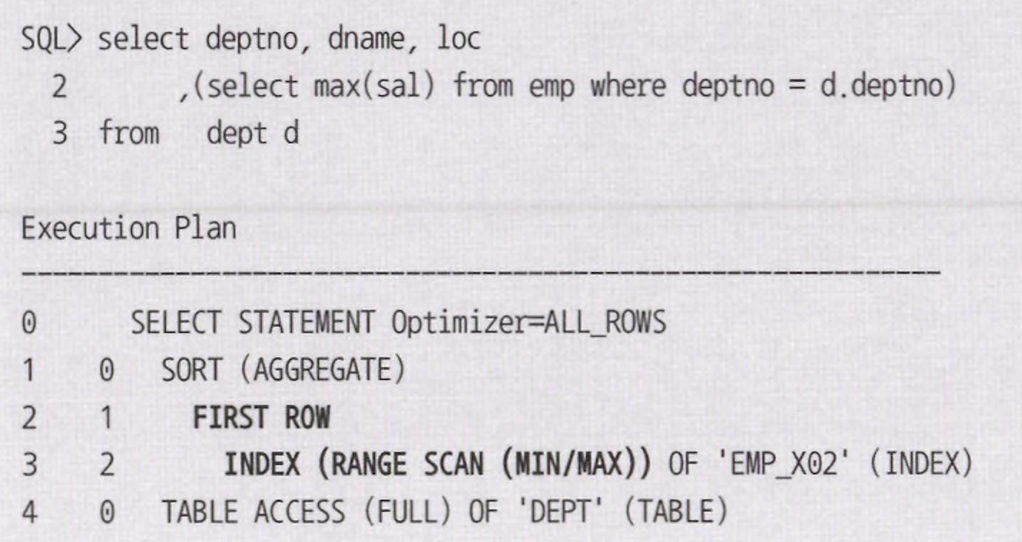 SQL> select deptno, dname, loc
  2       ,(select max(sal) from emp where deptno = d.deptno)
  3  from   dept d
Execution Plan
------------------------------------------------------------
0       SELECT STATEMENT Optimizer=ALL_ROWS
1    0    SORT (AGGREGATE)
2    1      FIRST ROW
3    2        INDEX (RANGE SCAN (MIN/MAX)) OF 'EMP_X02' (INDEX)
4    0    TABLE ACCESS (FULL) OF 'DEPT' (TABLE)